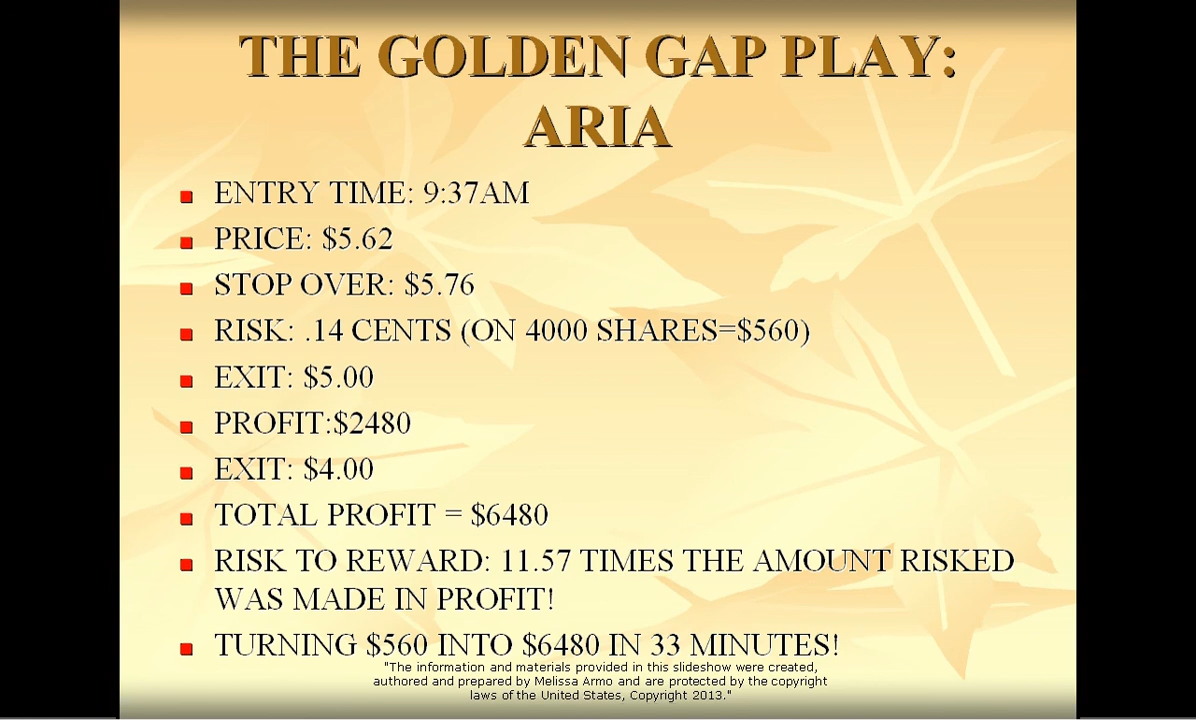 THE GOLDEN GAP PLAY:
ARIA
ENTRY TIME: 9:37AM
PRICE: $5.62
STOP OVER: $5.76
RISK: .14 CENTS (ON 4000 SHARES=$560)
EXIT: $5.00
PROFIT:$2480
EXIT: $4.00
TOTAL PROFIT = $6480
RISK TO REWARD: 11.57 TIMES THE AMOUNT RISKED
WAS MADE IN PROFIT!
TURNING $560 INTO $6480 IN 33 MINUTES!
"The information and materials provided in this slideshow were created,
authored and prepared by Melissa Armo and are protected by the copyright
laws of the United States, Copyright 2013."